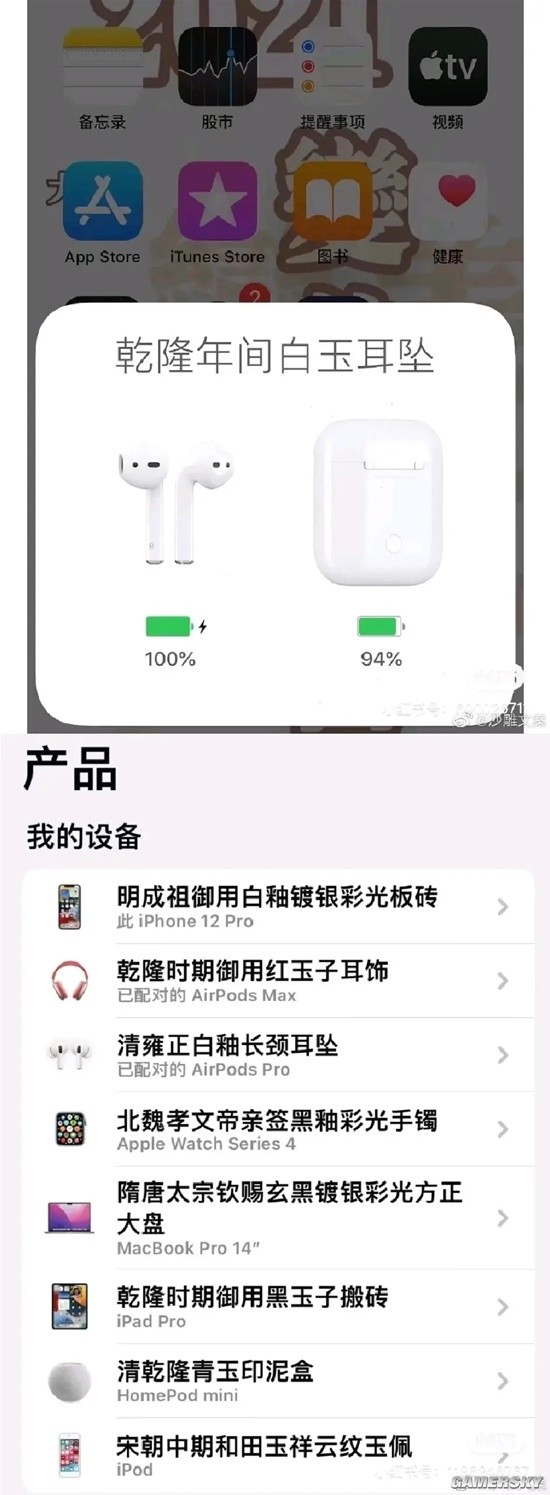 2021
备忘录
股市
提醒事项
tv
视频
App Store
iTunes Store
图书
健康
2
乾隆年间白玉耳坠
100%
94%
小红书号:
@沙雕文案
产品
我的设备
明成祖御用白釉镀银彩光板砖
此 iPhone 12 Pro
乾隆时期御用红玉子耳饰
已配对的 AirPods Max
清雍正白釉长颈耳坠
已配对的 AirPods Pro
北魏孝文帝亲签黑釉彩光手镯
Apple Watch Series 4
隋唐太宗钦赐玄黑镀银彩光方正
大盘
MacBook Pro 14"
乾隆时期御用黑玉子搬砖
iPad Pro
清乾隆青玉印泥盒
HomePod mini
宋朝中期和田玉祥云纹玉佩
iPod
GAMERSKY